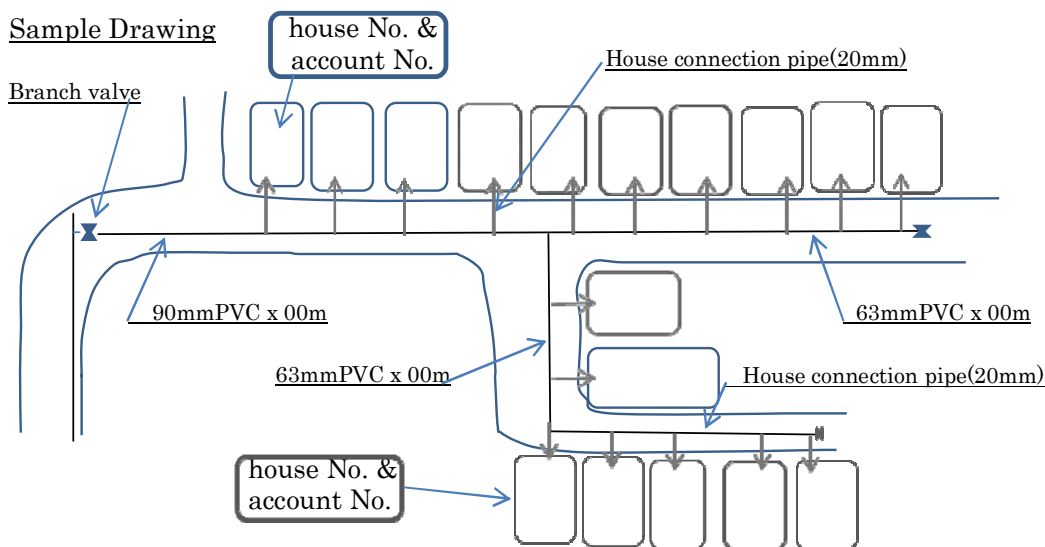 Sample Drawing
house No. &
account No.
House connection pipe(20mm)
Branch valve
90mmPVC x 00m
63mmPVC x 00m
63mmPVC x 00m
House connection pipe(20mm)
house No. &
account No.